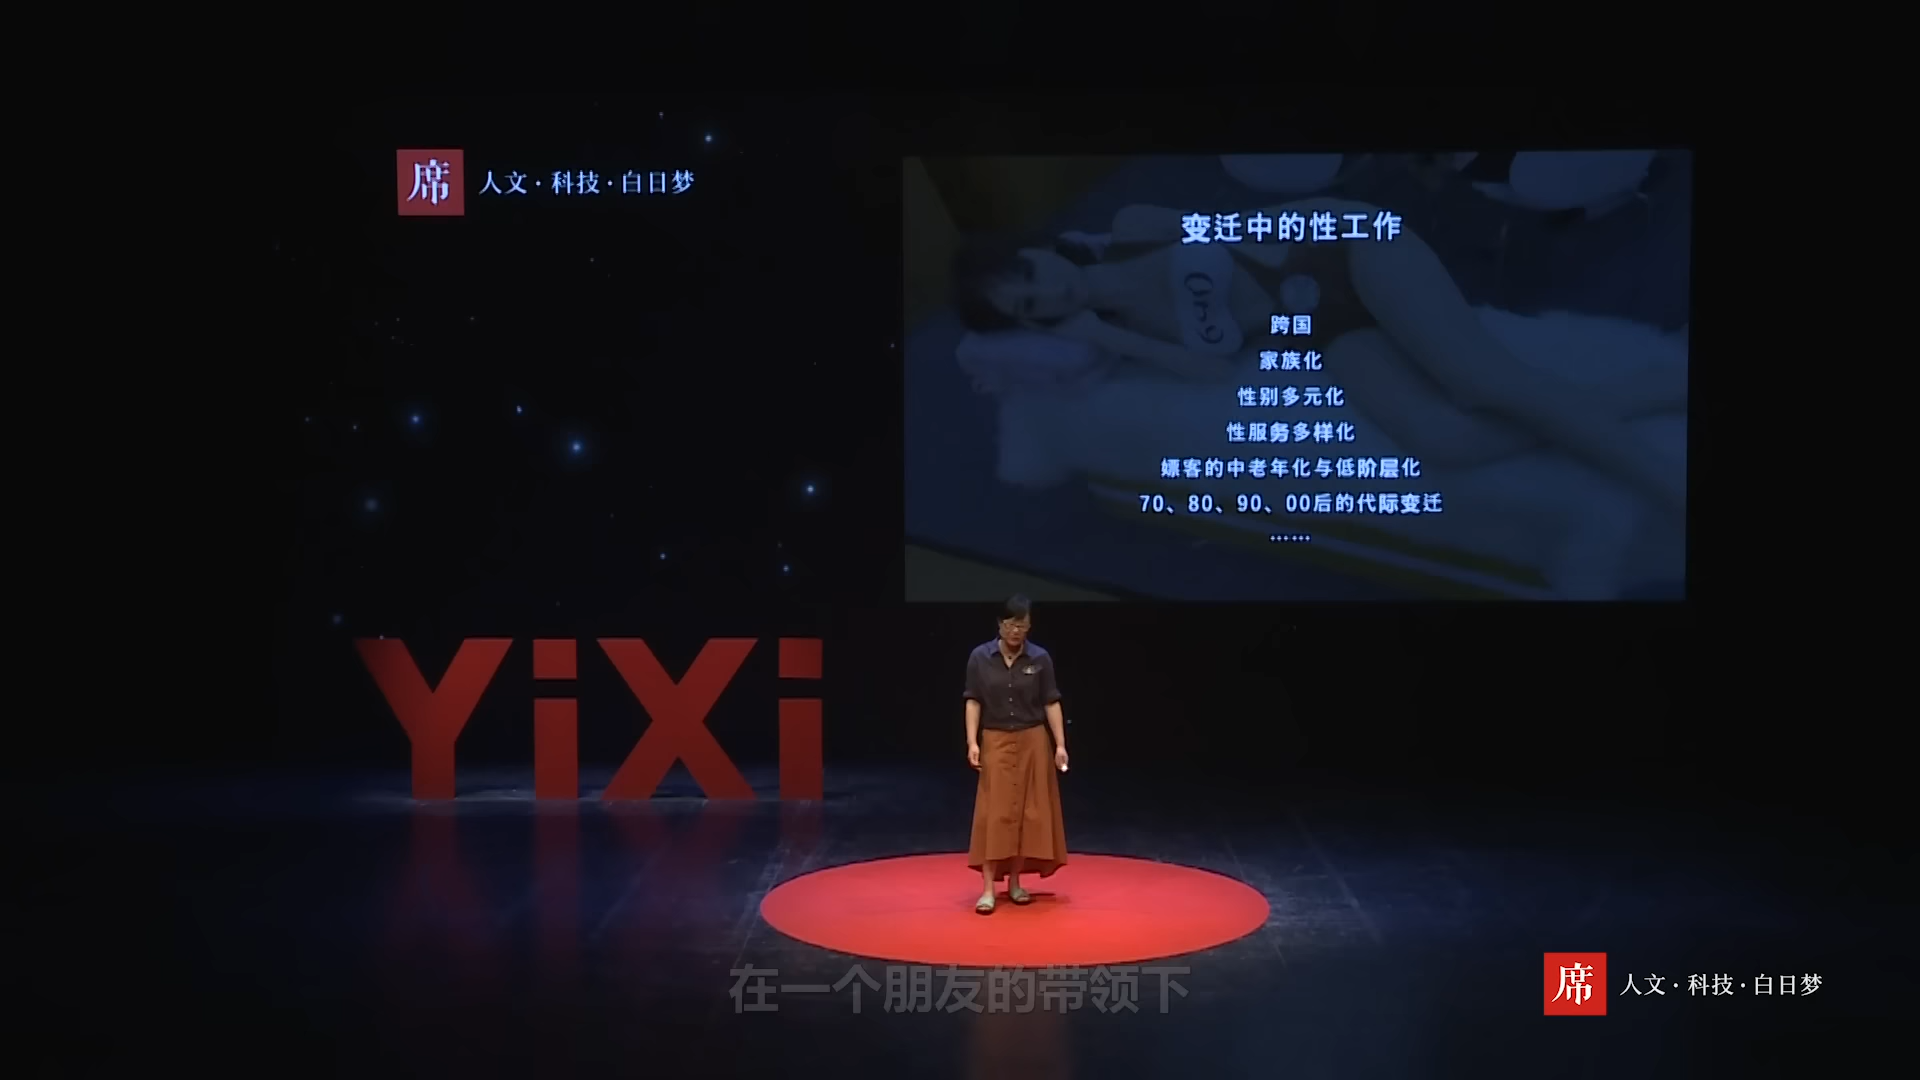 席 人文·科技·白日梦
变迁中的性工作
跨国
家族化
性别多元化
性服务多样化
嫖客的中老年化与低阶层化
70、80、90、00后的代际变迁
……
YiXi
在一个朋友的带领下
席 人文·科技·白日梦